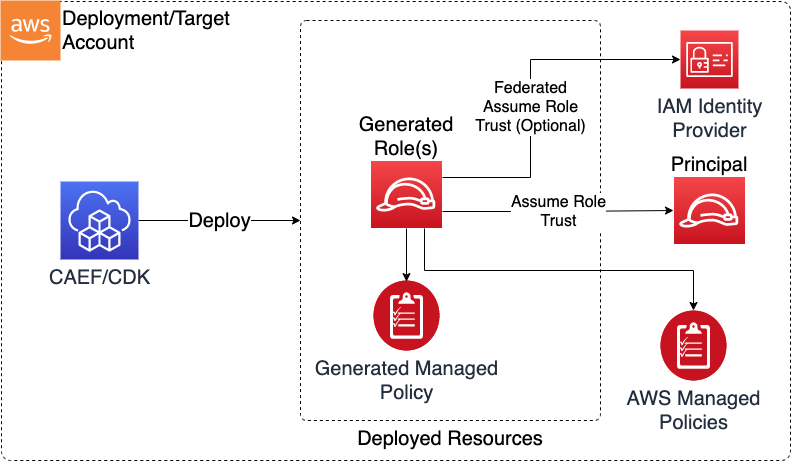 aws
Deployment/Target
Account
Federated
Assume Role
Trust (Optional)
IAM Identity
Provider
Generated
Role(s)
Principal
Assume Role
Trust
Deploy
CAEF/CDK
Generated Managed
Policy
AWS Managed
Policies
Deployed Resources